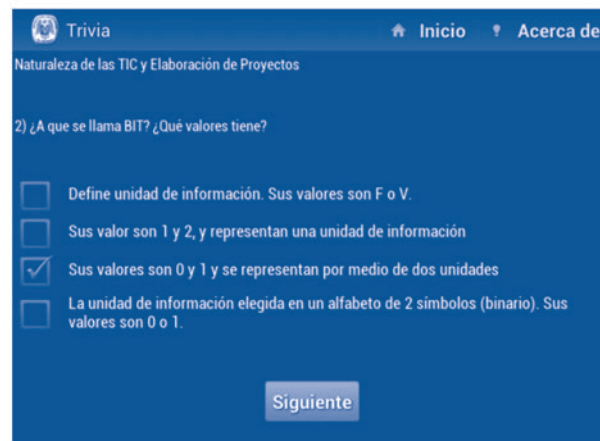 Trivia
Inicio
Acerca de
Naturaleza de las TIC y Elaboración de Proyectos
2) ¿A que se llama BIT? ¿Qué valores tiene?
Define unidad de información. Sus valores son F o V.
Sus valor son 1 y 2, y representan una unidad de información
Sus valores son 0 y 1 y se representan por medio de dos unidades
La unidad de información elegida en un alfabeto de 2 símbolos (binario). Sus
valores son 0 o 1.
Siguiente